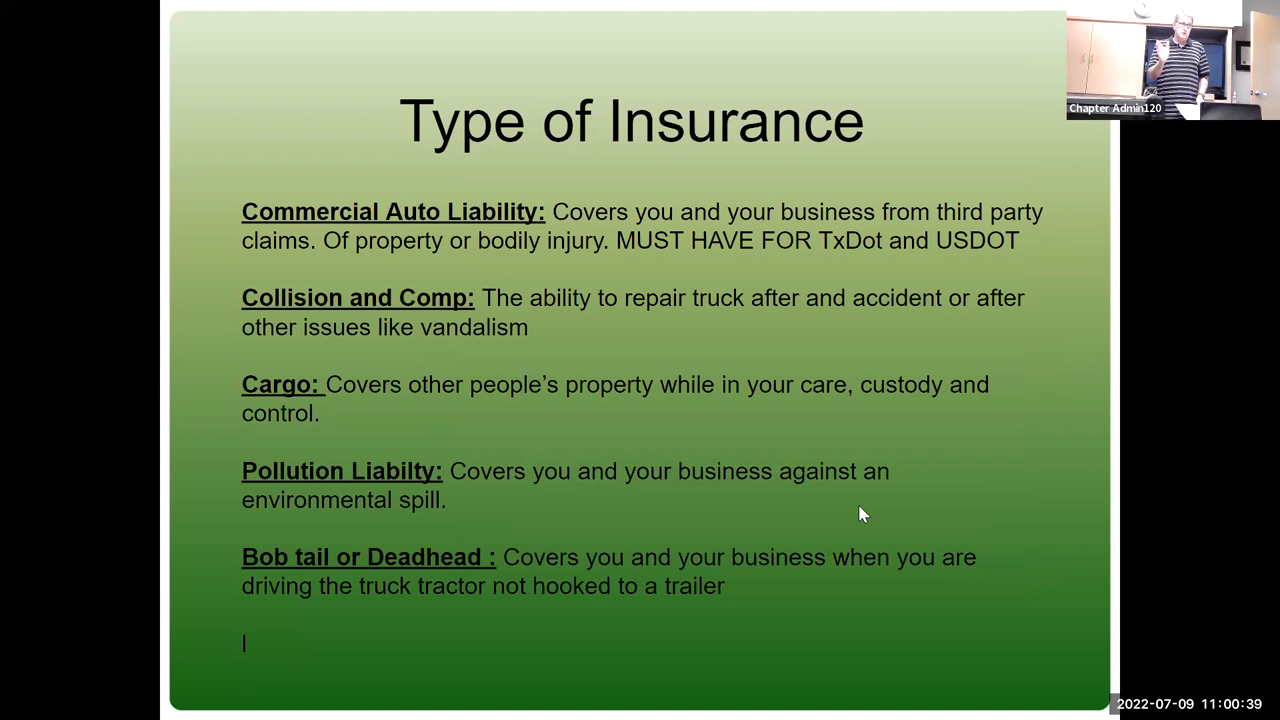 Type of Insurance
Commercial Auto Liability: Covers you and your business from third party
claims. Of property or bodily injury. MUST HAVE FOR TxDot and USDOT
Collision and Comp: The ability to repair truck after and accident or after
other issues like vandalism
Cargo: Covers other people’s property while in your care, custody and
control.
Pollution Liabilty: Covers you and your business against an
environmental spill.
Bob tail or Deadhead : Covers you and your business when you are
driving the truck tractor not hooked to a trailer
Chapter Admin120
2022-07-09 11:00:39